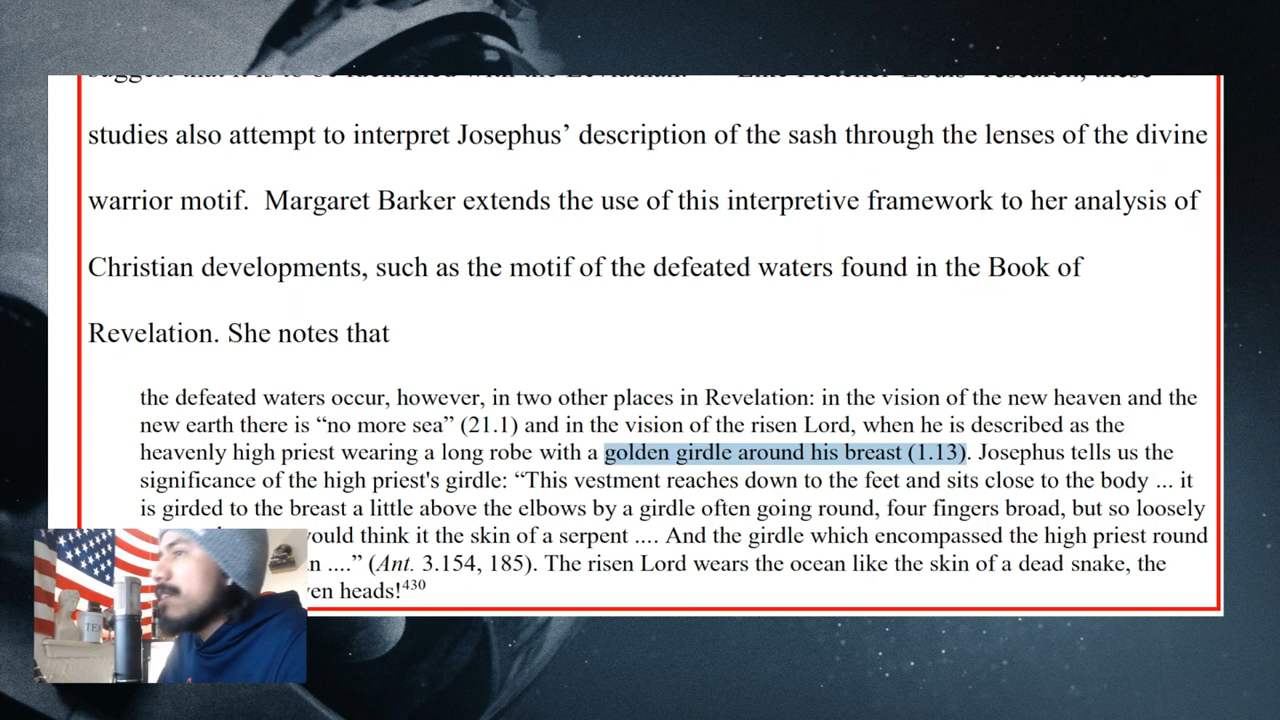 studies also attempt to interpret Josephus’ description of the sash through the lenses of the divine
warrior motif.  Margaret Barker extends the use of this interpretive framework to her analysis of
Christian developments, such as the motif of the defeated waters found in the Book of
Revelation. She notes that
the defeated waters occur, however, in two other places in Revelation: in the vision of the new heaven and the
new earth there is “no more sea” (21.1) and in the vision of the risen Lord, when he is described as the
heavenly high priest wearing a long robe with a golden girdle around his breast (1.13). Josephus tells us the
significance of the high priest's girdle: “This vestment reaches down to the feet and sits close to the body ... it
is girded to the breast a little above the elbows by a girdle often going round, four fingers broad, but so loosely
would think it the skin of a serpent .... And the girdle which encompassed the high priest round
....” (Ant. 3.154, 185). The risen Lord wears the ocean like the skin of a dead snake, the
heads!430